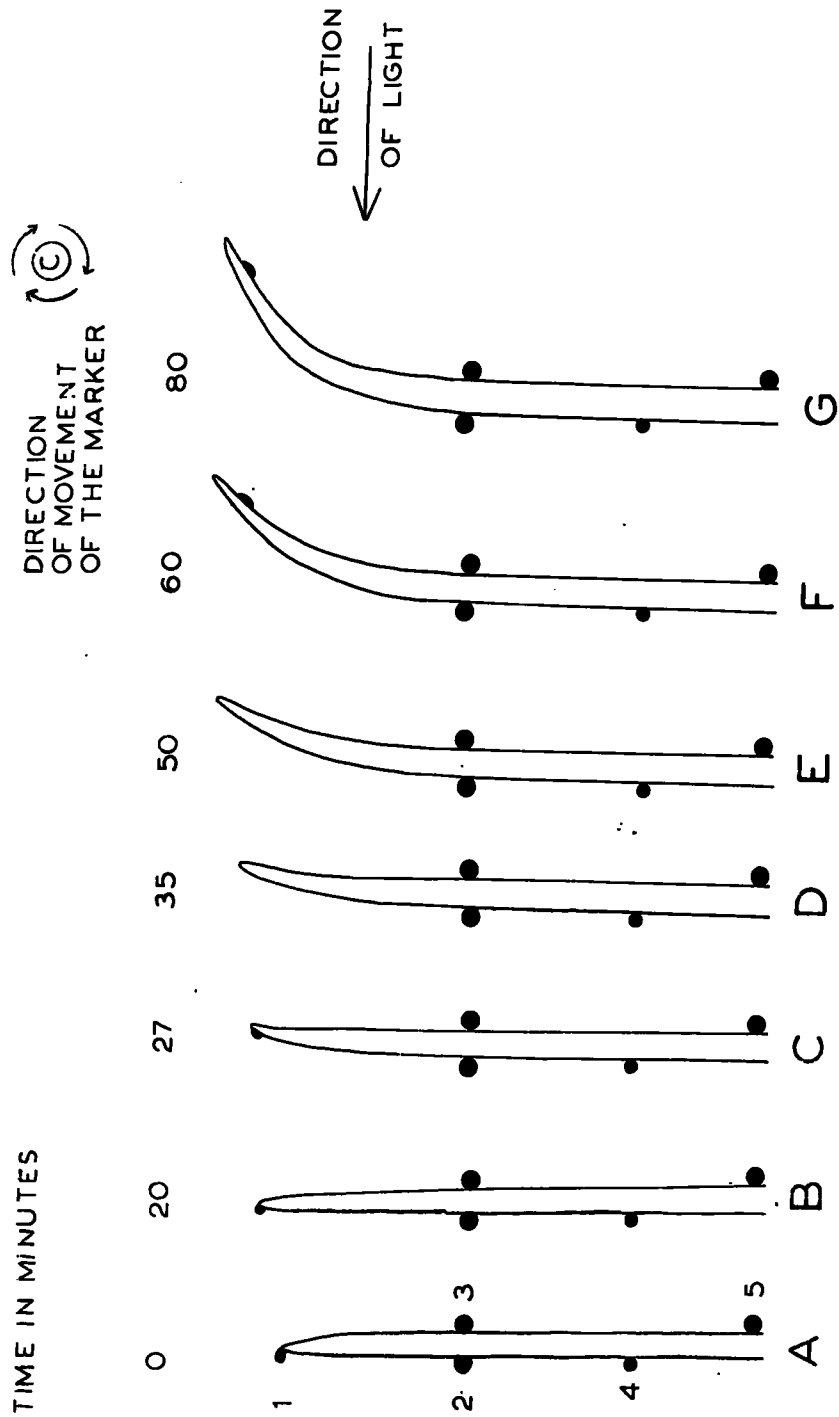 TIME IN MINUTES
0
20
27
35
50
60
80
DIRECTION
OF MOVEMENT
OF THE MARKER
C
DIRECTION
OF LIGHT
1
2.
3
4
5
A
B
C
D
E
F
G